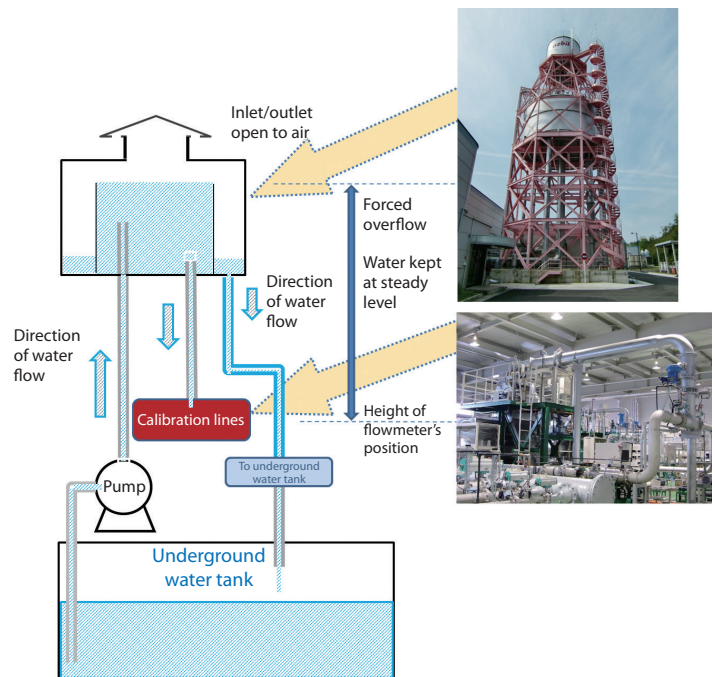 Inlet/outlet
open to air
azbil
Forced
overflow
Water kept
at steady
level
Direction
of water
flow
Direction
of water
flow
Calibration lines
Height of
flowmeter's
position
To underground
water tank
Pump
Underground
water tank